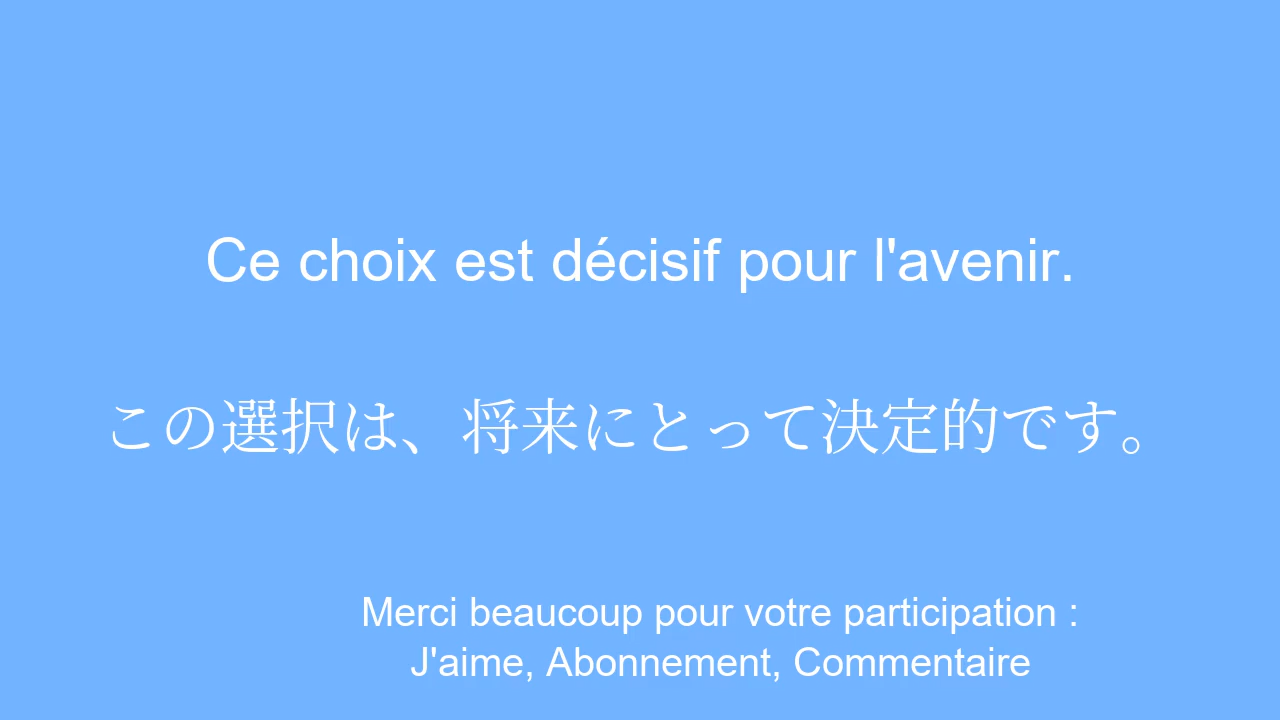 Ce choix est décisif pour l'avenir.
この選択は、将来にとって決定的です。
Merci beaucoup pour votre participation :
J'aime, Abonnement, Commentaire